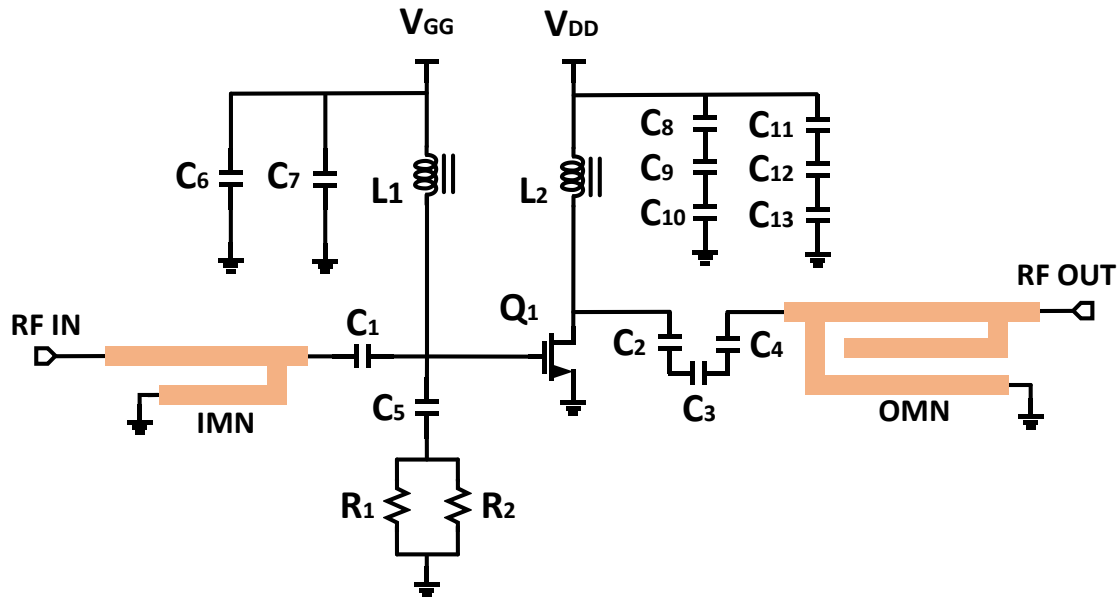 VGG VDD
C6 C7 L1 L2 C8 C11
C9 C12
C10 C13
RF IN C1 Q1 RF OUT
C2 C4
C3
IMN C5 OMN
R1 R2